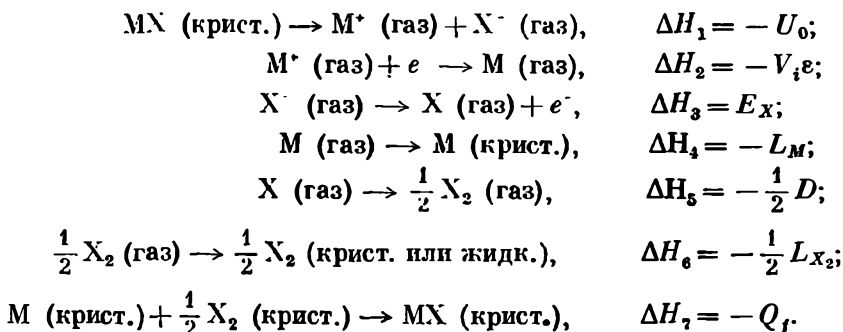 MX (крист.) → M⁺ (газ) + X⁻ (газ), ΔH₁ = − U₀;
M⁺ (газ) + e → M (газ), ΔH₂ = − Vᵢε;
X⁻ (газ) → X (газ) + e⁻, ΔH₃ = E_X;
M (газ) → M (крист.), ΔH₄ = − L_M;
X (газ) → 1/2 X₂ (газ), ΔH₅ = − 1/2 D;
1/2 X₂ (газ) → 1/2 X₂ (крист. или жидк.), ΔH₆ = − 1/2 L_X₂;
M (крист.) + 1/2 X₂ (крист.) → MX (крист.), ΔH₇ = − Q_f.